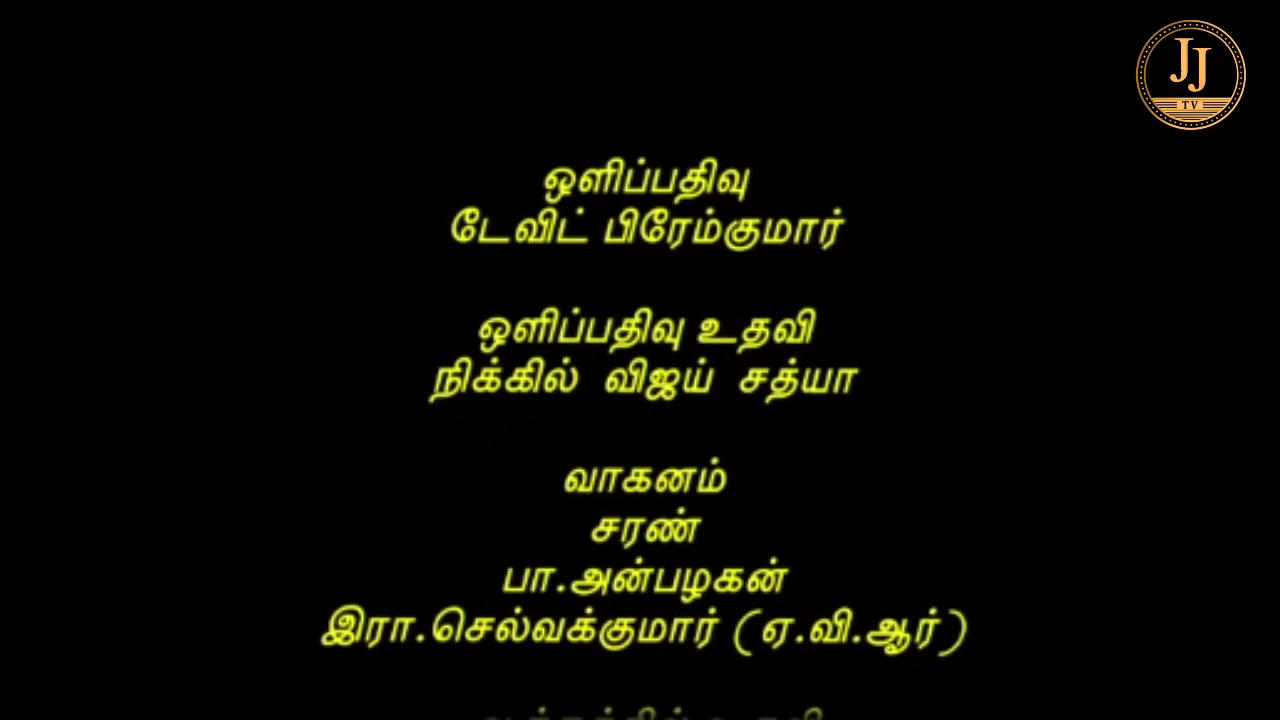 JJ
TV
ஒளிப்பதிவு
டேவிட் பிரேம்குமார்
ஒளிப்பதிவு உதவி
நிக்கில் விஜய் சத்யா
வாகனம்
சரண்
பா.அன்பழகன்
இரா.செல்வக்குமார் (ஏ.வி.ஆர்)